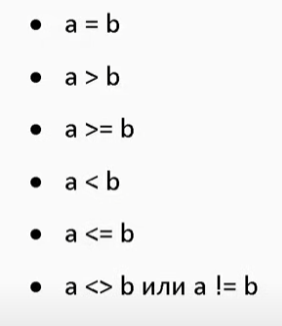 • a = b
• a > b
• a >= b
• a < b
• a <= b
• a <> b или a != b